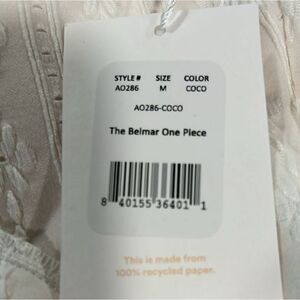 STYLE # SIZE COLOR
AO286 M COCO
AO286-COCO
The Belmar One Piece
8 40155 36401 1
This is made from
100% recycled paper.